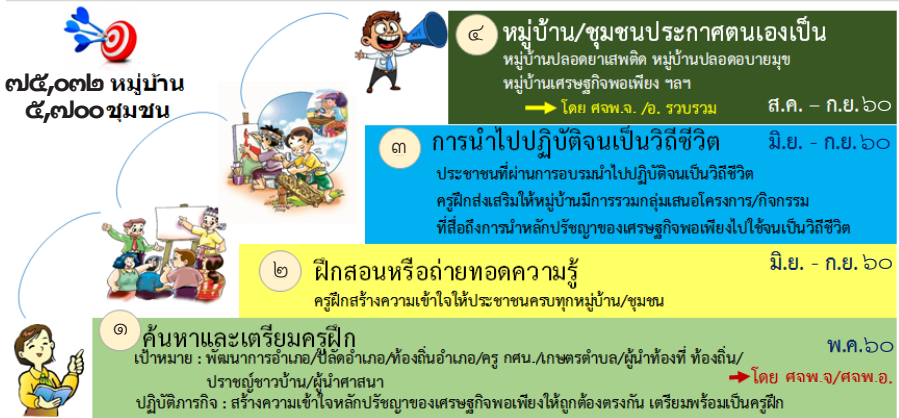 ๗๕,๐๓๒ หมู่บ้าน
๕,๗๐๐ ชุมชน
๔ หมู่บ้าน/ชุมชนประกาศตนเองเป็น
หมู่บ้านปลอดยาเสพติด หมู่บ้านปลอดอบายมุข
หมู่บ้านเศรษฐกิจพอเพียง ฯลฯ
โดย ศจพ.จ. /อ. รวบรวม ส.ค. – ก.ย. ๖๐
๓ การนำไปปฏิบัติจนเป็นวิถีชีวิต มิ.ย. - ก.ย. ๖๐
ประชาชนที่ผ่านการอบรมนำไปปฏิบัติจนเป็นวิถีชีวิต
ครูฝึกส่งเสริมให้หมู่บ้านมีการรวมกลุ่มเสนอโครงการ/กิจกรรม
ที่สื่อถึงการนำหลักปรัชญาของเศรษฐกิจพอเพียงไปใช้จนเป็นวิถีชีวิต
๒ ฝึกสอนหรือถ่ายทอดความรู้ มิ.ย. - ก.ย. ๖๐
ครูฝึกสร้างความเข้าใจให้ประชาชนครบทุกหมู่บ้าน/ชุมชน
๑ ค้นหาและเตรียมครูฝึก พ.ค.๖๐
เป้าหมาย : พัฒนาการอำเภอ/ปลัดอำเภอ/ท้องถิ่นอำเภอ/ครู กศน./เกษตรตำบล/ผู้นำท้องที่ ท้องถิ่น/
ปราชญ์ชาวบ้าน/ผู้นำศาสนา โดย ศจพ.จ/ศจพ.อ.
ปฏิบัติภารกิจ : สร้างความเข้าใจหลักปรัชญาของเศรษฐกิจพอเพียงให้ถูกต้องตรงกัน เตรียมพร้อมเป็นครูฝึก